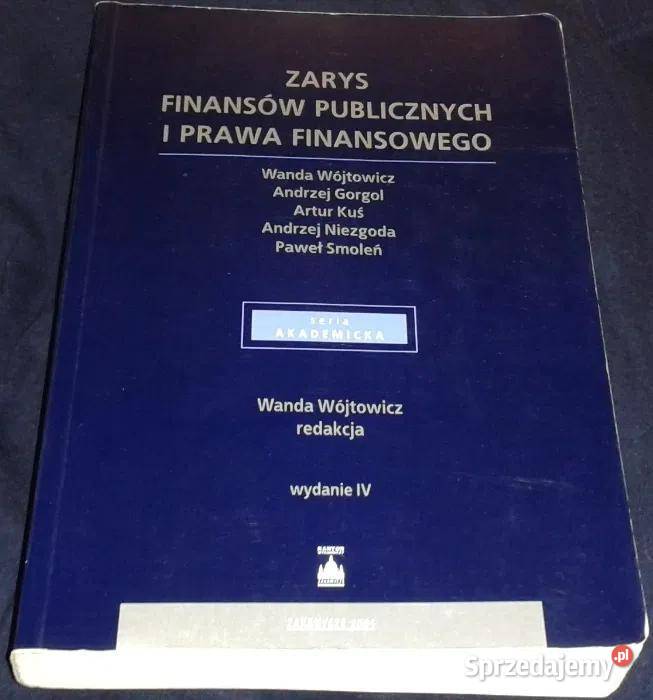 ZARYS
FINANSÓW PUBLICZNYCH
I PRAWA FINANSOWEGO
Wanda Wójtowicz
Andrzej Gorgol
Artur Kuś
Andrzej Niezgoda
Paweł Smoleń
seria
AKADEMICKA
Wanda Wójtowicz
redakcja
wydanie IV
Sprzedajemy.pl